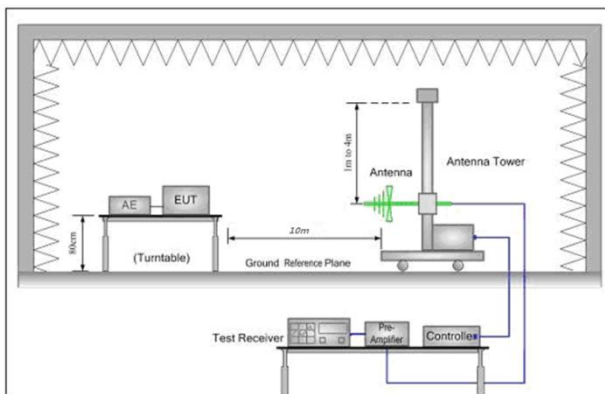 1m to 4m
Antenna
Antenna Tower
AE
EUT
80cm
(Turntable)
10m
Ground Reference Plane
Test Receiver
Pre-
Amplifier
Controller